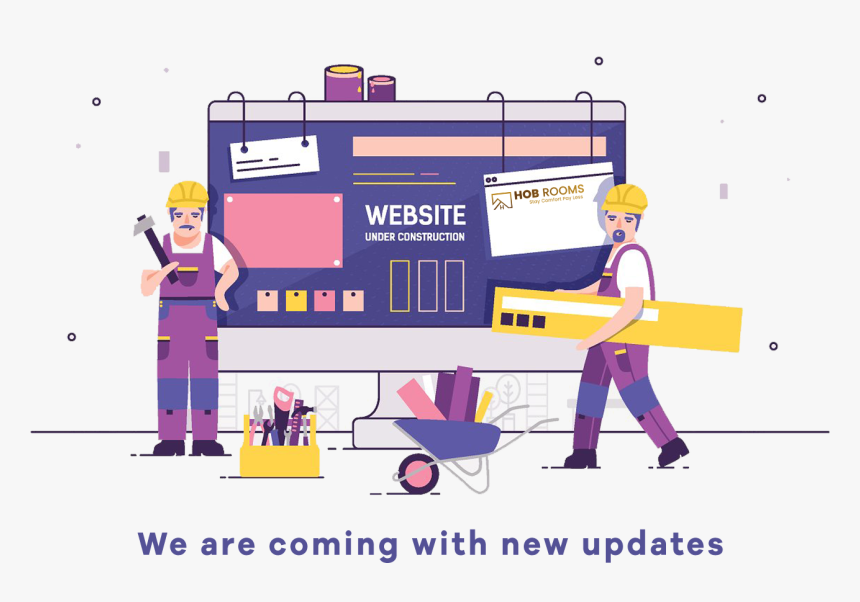 HOB ROOMS
Stay Comfort Pay Less
WEBSITE
UNDER CONSTRUCTION
We are coming with new updates